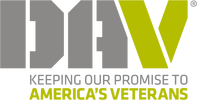 DAV®
KEEPING OUR PROMISE TO
AMERICA'S VETERANS